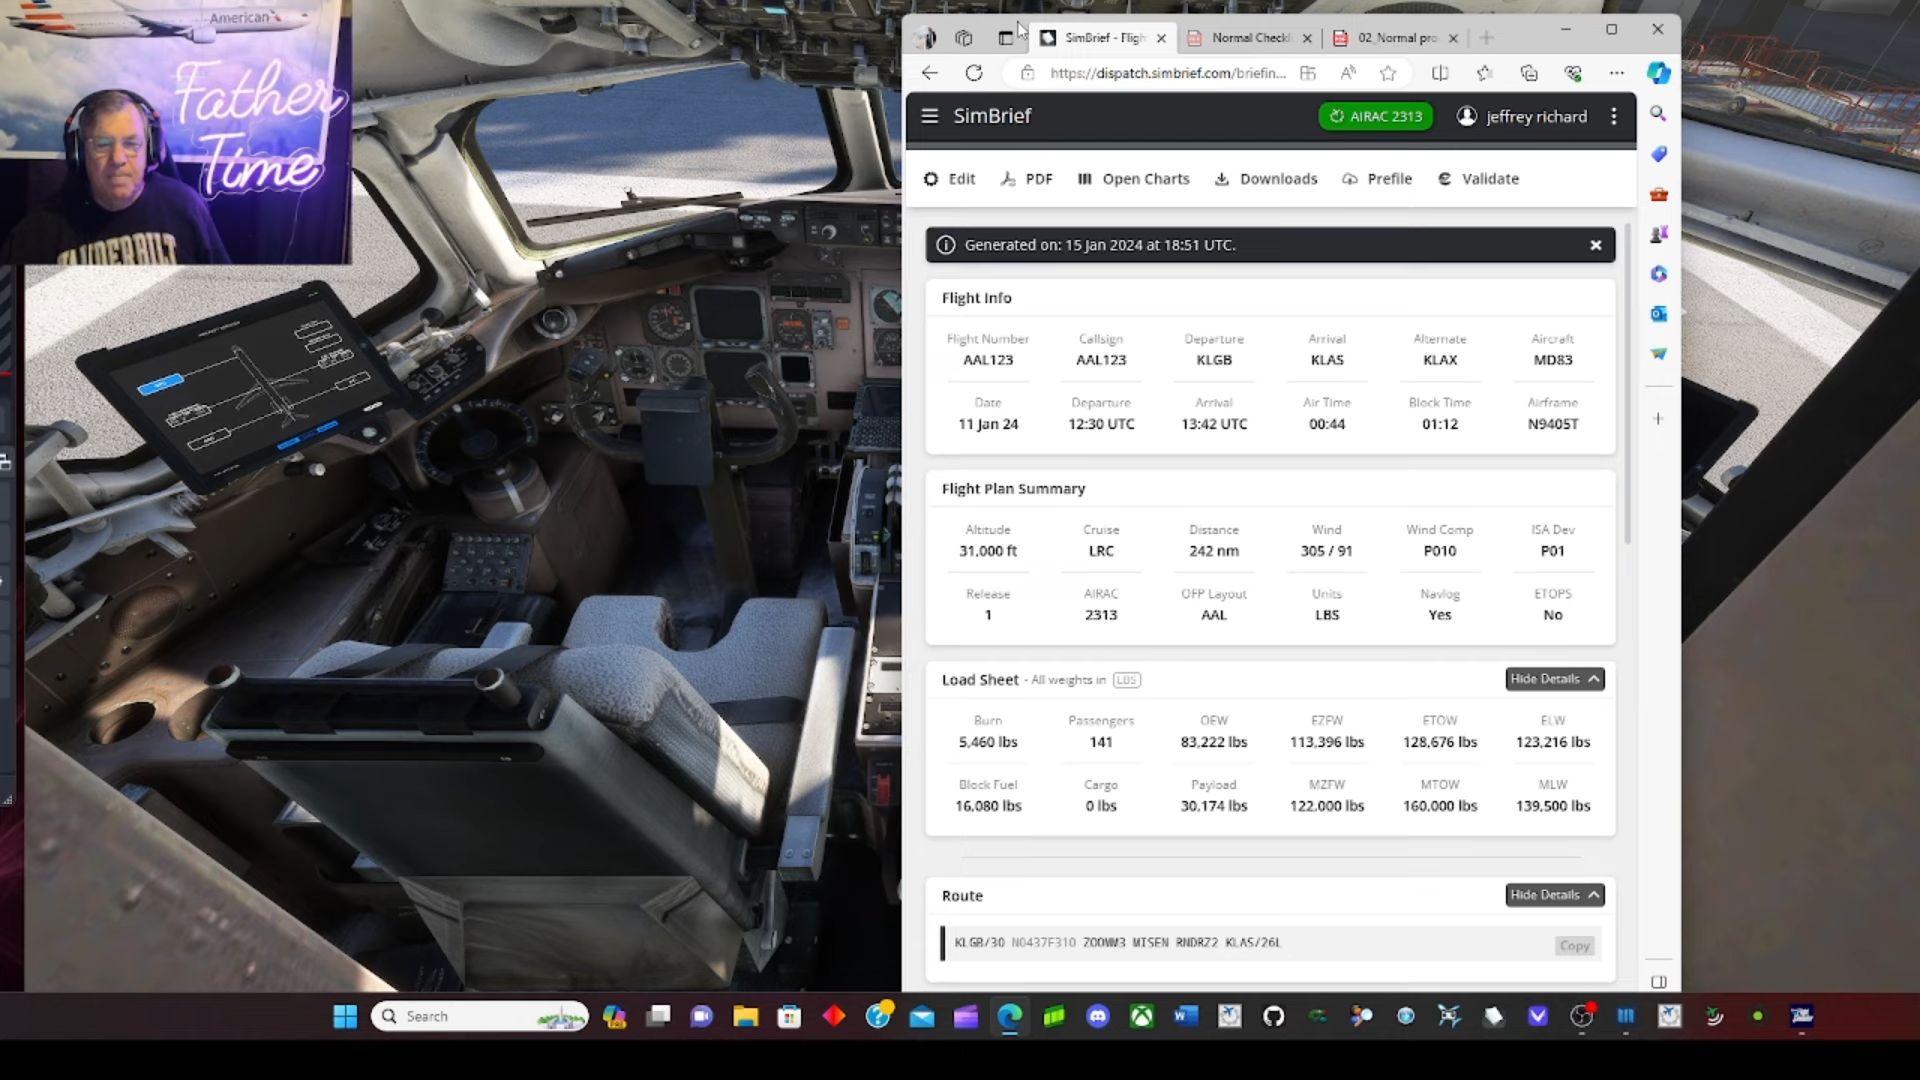 American
Father
Time
VANDERBILT
SimBrief - Fligh
Normal Checkli
02_Normal pro
https://dispatch.simbrief.com/briefin...
SimBrief
AIRAC 2313
jeffrey richard
Edit PDF Open Charts Downloads Prefile Validate
Generated on: 15 Jan 2024 at 18:51 UTC.
Flight Info
Flight Number Callsign Departure Arrival Alternate Aircraft
AAL123 AAL123 KLGB KLAS KLAX MD83
Date Departure Arrival Air Time Block Time Airframe
11 Jan 24 12:30 UTC 13:42 UTC 00:44 01:12 N9405T
Flight Plan Summary
Altitude Cruise Distance Wind Wind Comp ISA Dev
31,000 ft LRC 242 nm 305 / 91 P010 P01
Release AIRAC OFP Layout Units Navlog ETOPS
1 2313 AAL LBS Yes No
Load Sheet - All weights in LBS Hide Details
Burn Passengers OEW EZFW ETOW ELW
5,460 lbs 141 83,222 lbs 113,396 lbs 128,676 lbs 123,216 lbs
Block Fuel Cargo Payload MZFW MTOW MLW
16,080 lbs 0 lbs 30,174 lbs 122,000 lbs 160,000 lbs 139,500 lbs
Route Hide Details
KLGB/30 N0437F310 ZOOMM3 MISEN RNDRZ2 KLAS/26L Copy
Search